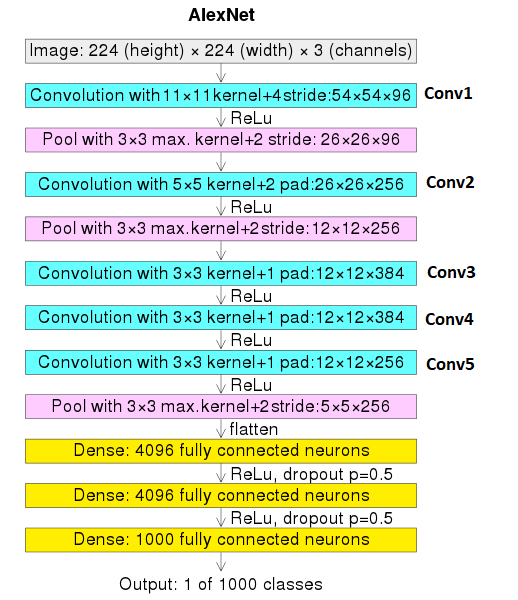 AlexNet
Image: 224 (height) × 224 (width) × 3 (channels)
Convolution with 11×11 kernel+4 stride:54×54×96 Conv1
ReLu
Pool with 3×3 max. kernel+2 stride: 26×26×96
Convolution with 5×5 kernel+2 pad:26×26×256 Conv2
ReLu
Pool with 3×3 max.kernel+2stride:12×12×256
Convolution with 3×3 kernel+1 pad:12×12×384 Conv3
ReLu
Convolution with 3×3 kernel+1 pad:12×12×384 Conv4
ReLu
Convolution with 3×3 kernel+1 pad:12×12×256 Conv5
ReLu
Pool with 3×3 max.kernel+2stride:5×5×256
flatten
Dense: 4096 fully connected neurons
ReLu, dropout p=0.5
Dense: 4096 fully connected neurons
ReLu, dropout p=0.5
Dense: 1000 fully connected neurons
Output: 1 of 1000 classes